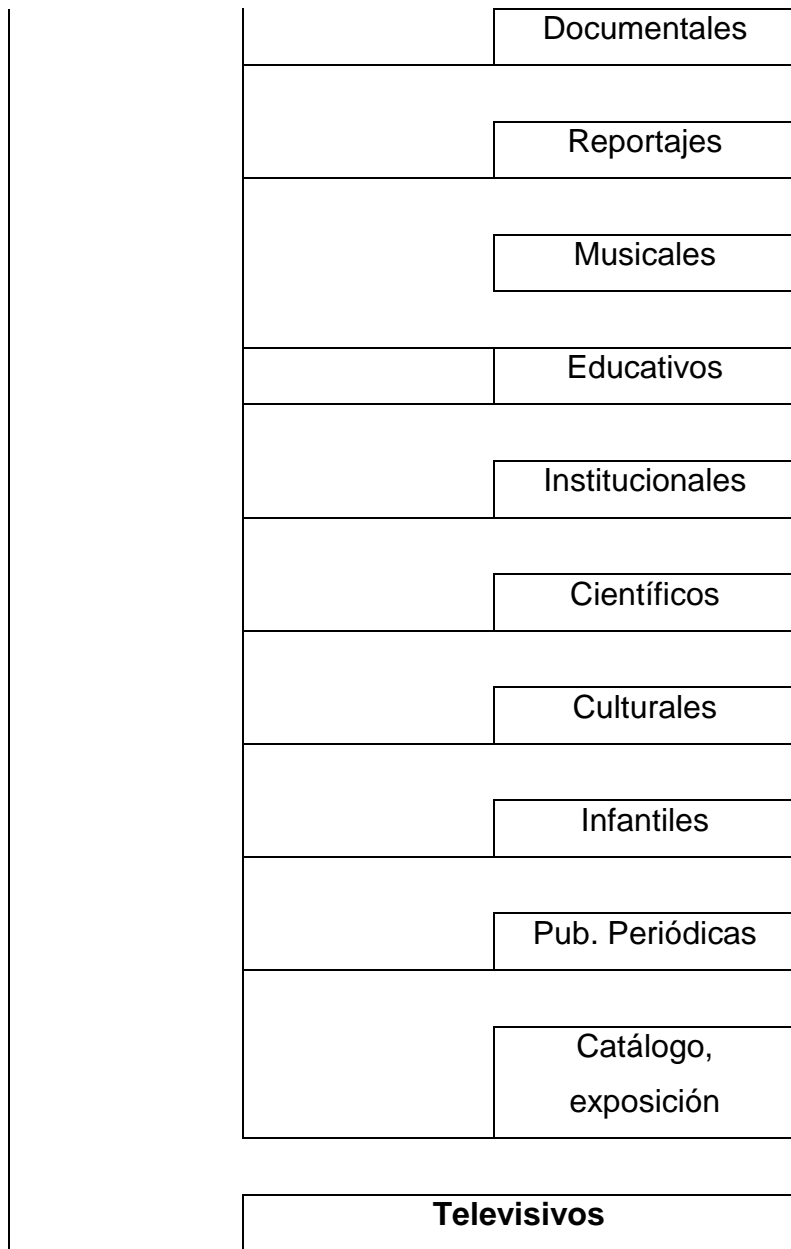 Documentales
Reportajes
Musicales
Educativos
Institucionales
Científicos
Culturales
Infantiles
Pub. Periódicas
Catálogo,
exposición
Televisivos